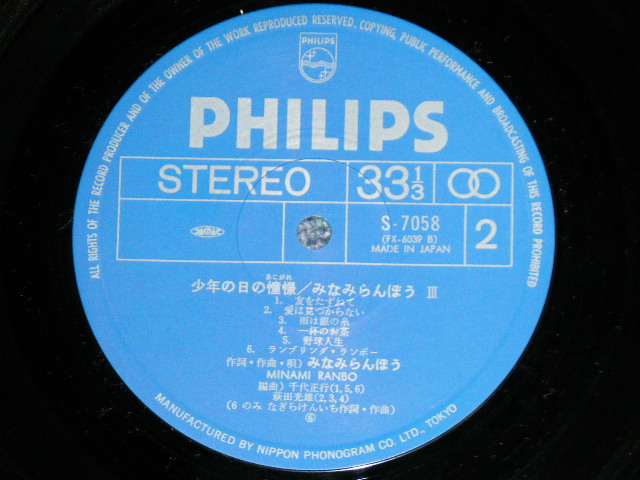 ALL RIGHTS OF THE RECORD PRODUCER AND OF THE OWNER OF THE WORK REPRODUCED RESERVED. COPYING, PUBLIC PERFORMANCE AND BROADCASTING OF THIS RECORD PROHIBITED
PHILIPS
PHILIPS
STEREO
33 1/3
S-7058
(FX-6039 B)
MADE IN JAPAN
2
あこがれ
少年の日の憧憬/みなみらんぼう Ⅲ
1. 友をたずねて
2. 愛は見つからない
3. 雨は銀の糸
4. 一杯のお茶
5. 野球人生
6. ランブリング・ランボー
作詞・作曲・唄)みなみらんぼう
MINAMI RANBO
編曲)千代正行(1,5,6)
萩田光雄(2,3,4)
(6 のみ なぎらけんいち作詞・作曲)
⑥
MANUFACTURED BY NIPPON PHONOGRAM CO. LTD., TOKYO